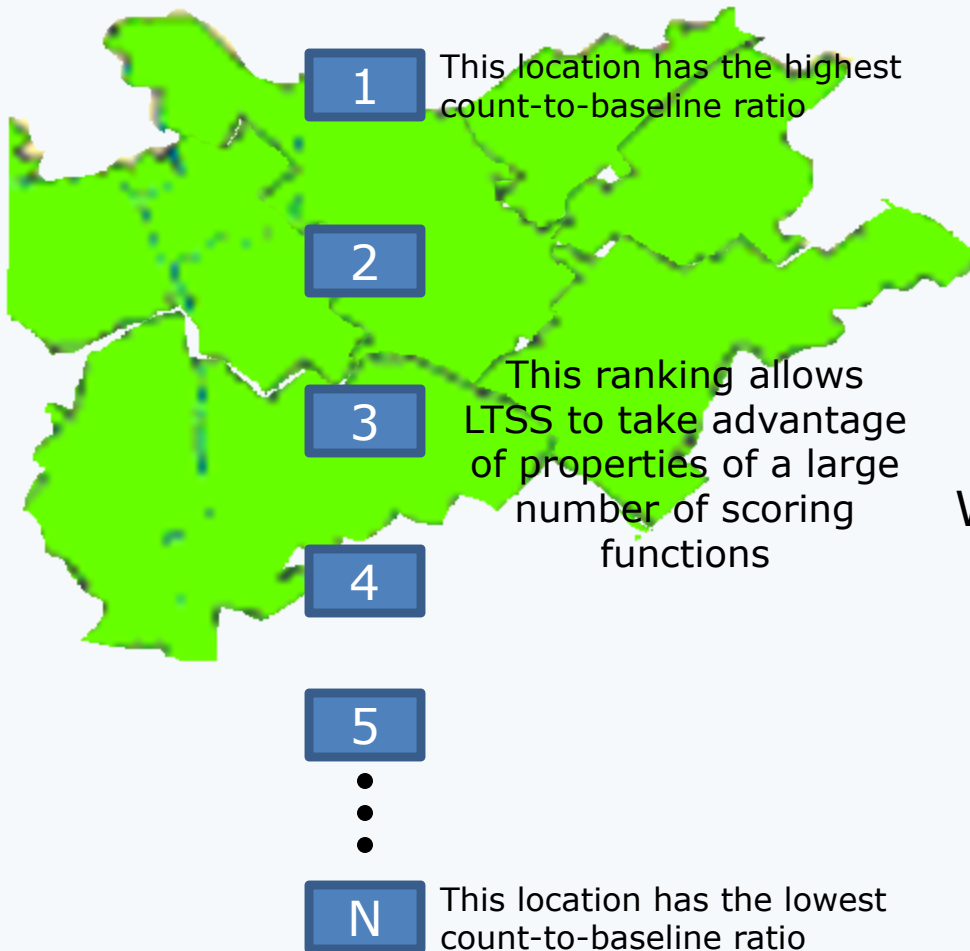 1
This location has the highest
count-to-baseline ratio
2
3
This ranking allows
LTSS to take advantage
of properties of a large
number of scoring
functions
4
5
N
This location has the lowest
count-to-baseline ratio